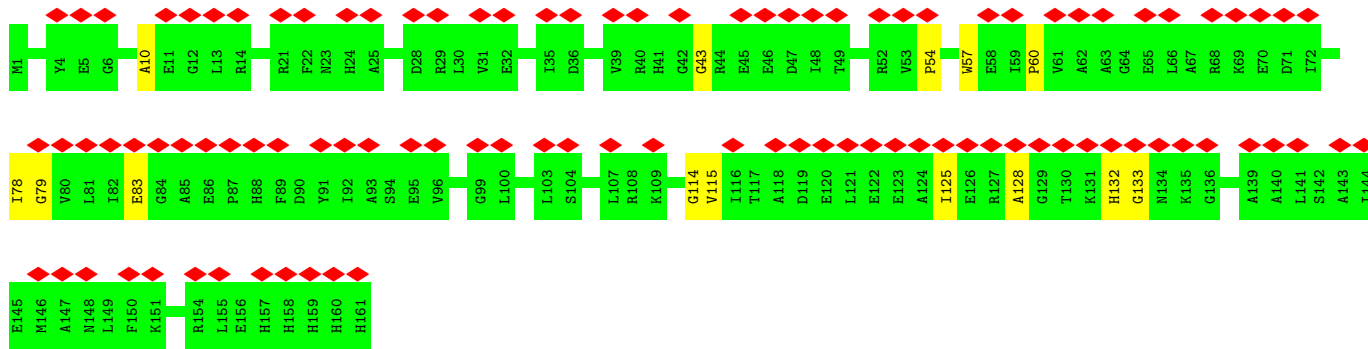 M1 Y4 E5 G6 A10 E11 G12 L13 R14 R21 F22 N23 H24 A25 D28 R29 L30 V31 E32 I35 D36 V39 R40 H41 G42 G43 R44 E45 E46 D47 I48 T49 R52 V53 P54 W57 E58 I59 P60 V61 A62 A63 G64 E65 L66 A67 R68 K69 E70 D71 I72
I78 G79 V80 L81 I82 E83 G84 A85 E86 P87 H88 F89 D90 Y91 I92 A93 S94 E95 V96 G99 L100 L103 S104 L107 R108 K109 G114 V115 I116 T117 A118 D119 E120 L121 E122 E123 A124 I125 E126 R127 A128 G129 T130 K131 H132 G133 N134 K135 G136 A139 A140 L141 S142 A143 I144
E145 M146 A147 N148 L149 F150 K151 R154 L155 E156 H157 H158 H159 H160 H161